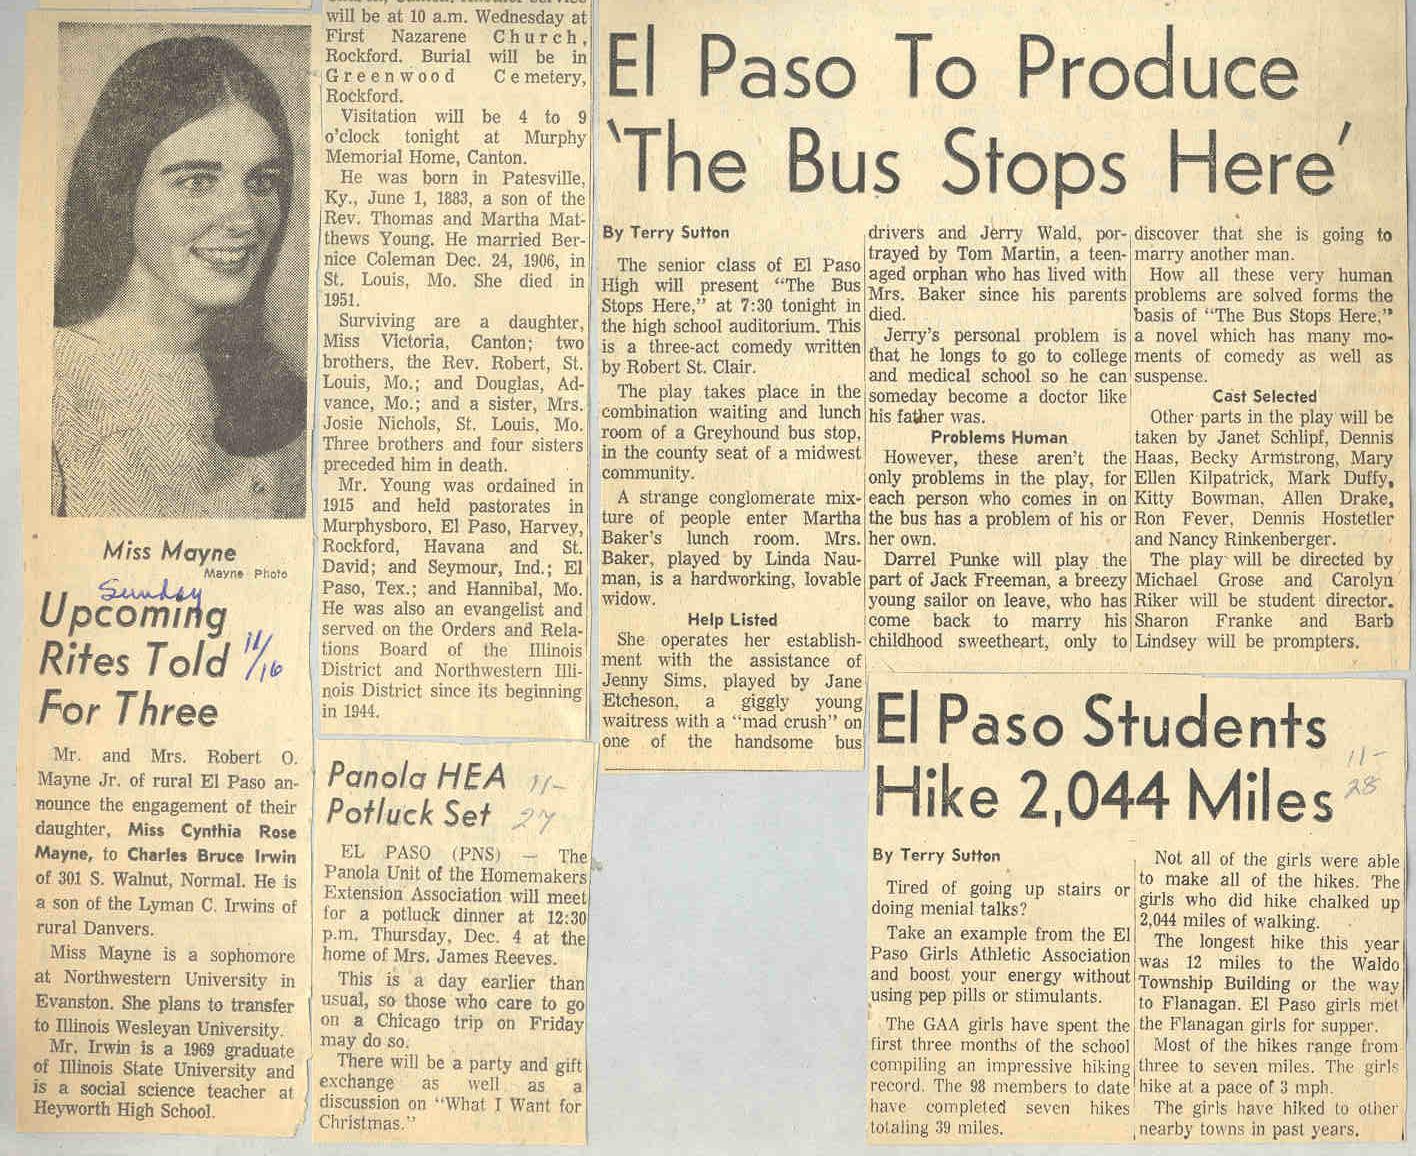 Miss Mayne
Mayne Photo
Sunday
Upcoming
Rites Told
For Three
11/16
Mr. and Mrs. Robert O.
Mayne Jr. of rural El Paso an-
nounce the engagement of their
daughter, Miss Cynthia Rose
Mayne, to Charles Bruce Irwin
of 301 S. Walnut, Normal. He is
a son of the Lyman C. Irwins of
rural Danvers.
Miss Mayne is a sophomore
at Northwestern University in
Evanston. She plans to transfer
to Illinois Wesleyan University.
Mr. Irwin is a 1969 graduate
of Illinois State University and
is a social science teacher at
Heyworth High School.
will be at 10 a.m. Wednesday at
First Nazarene Church,
Rockford. Burial will be in
Greenwood Cemetery,
Rockford.
Visitation will be 4 to 9
o'clock tonight at Murphy
Memorial Home, Canton.
He was born in Patesville,
Ky., June 1, 1883, a son of the
Rev. Thomas and Martha Mat-
thews Young. He married Ber-
nice Coleman Dec. 24, 1906, in
St. Louis, Mo. She died in
1951.
Surviving are a daughter,
Miss Victoria, Canton; two
brothers, the Rev. Robert, St.
Louis, Mo.; and Douglas, Ad-
vance, Mo.; and a sister, Mrs.
Josie Nichols, St. Louis, Mo.
Three brothers and four sisters
preceded him in death.
Mr. Young was ordained in
1915 and held pastorates in
Murphysboro, El Paso, Harvey,
Rockford, Havana and St.
David; and Seymour, Ind.; El
Paso, Tex.; and Hannibal, Mo.
He was also an evangelist and
served on the Orders and Rela-
tions Board of the Illinois
District and Northwestern Illi-
nois District since its beginning
in 1944.
Panola HEA
Potluck Set
11-
27
EL PASO (PNS) — The
Panola Unit of the Homemakers
Extension Association will meet
for a potluck dinner at 12:30
p.m. Thursday, Dec. 4 at the
home of Mrs. James Reeves.
This is a day earlier than
usual, so those who care to go
on a Chicago trip on Friday
may do so.
There will be a party and gift
exchange as well as a
discussion on "What I Want for
Christmas."
El Paso To Produce
'The Bus Stops Here'
By Terry Sutton
The senior class of El Paso
High will present "The Bus
Stops Here," at 7:30 tonight in
the high school auditorium. This
is a three-act comedy written
by Robert St. Clair.
The play takes place in the
combination waiting and lunch
room of a Greyhound bus stop,
in the county seat of a midwest
community.
A strange conglomerate mix-
ture of people enter Martha
Baker's lunch room. Mrs.
Baker, played by Linda Nau-
man, is a hardworking, lovable
widow.
Help Listed
She operates her establish-
ment with the assistance of
Jenny Sims, played by Jane
Etcheson, a giggly young
waitress with a "mad crush" on
one of the handsome bus
drivers and Jerry Wald, por-
trayed by Tom Martin, a teen-
aged orphan who has lived with
Mrs. Baker since his parents
died.
Jerry's personal problem is
that he longs to go to college
and medical school so he can
someday become a doctor like
his father was.
Problems Human
However, these aren't the
only problems in the play, for
each person who comes in on
the bus has a problem of his or
her own.
Darrel Punke will play the
part of Jack Freeman, a breezy
young sailor on leave, who has
come back to marry his
childhood sweetheart, only to
discover that she is going to
marry another man.
How all these very human
problems are solved forms the
basis of "The Bus Stops Here,"
a novel which has many mo-
ments of comedy as well as
suspense.
Cast Selected
Other parts in the play will be
taken by Janet Schlipf, Dennis
Haas, Becky Armstrong, Mary
Ellen Kilpatrick, Mark Duffy,
Kitty Bowman, Allen Drake,
Ron Fever, Dennis Hostetler
and Nancy Rinkenberger.
The play will be directed by
Michael Grose and Carolyn
Riker will be student director.
Sharon Franke and Barb
Lindsey will be prompters.
El Paso Students
Hike 2,044 Miles
11-
28
By Terry Sutton
Tired of going up stairs or
doing menial talks?
Take an example from the El
Paso Girls Athletic Association
and boost your energy without
using pep pills or stimulants.
The GAA girls have spent the
first three months of the school
compiling an impressive hiking
record. The 98 members to date
have completed seven hikes
totaling 39 miles.
Not all of the girls were able
to make all of the hikes. The
girls who did hike chalked up
2,044 miles of walking.
The longest hike this year
was 12 miles to the Waldo
Township Building or the way
to Flanagan. El Paso girls met
the Flanagan girls for supper.
Most of the hikes range from
three to seven miles. The girls
hike at a pace of 3 mph.
The girls have hiked to other
nearby towns in past years.